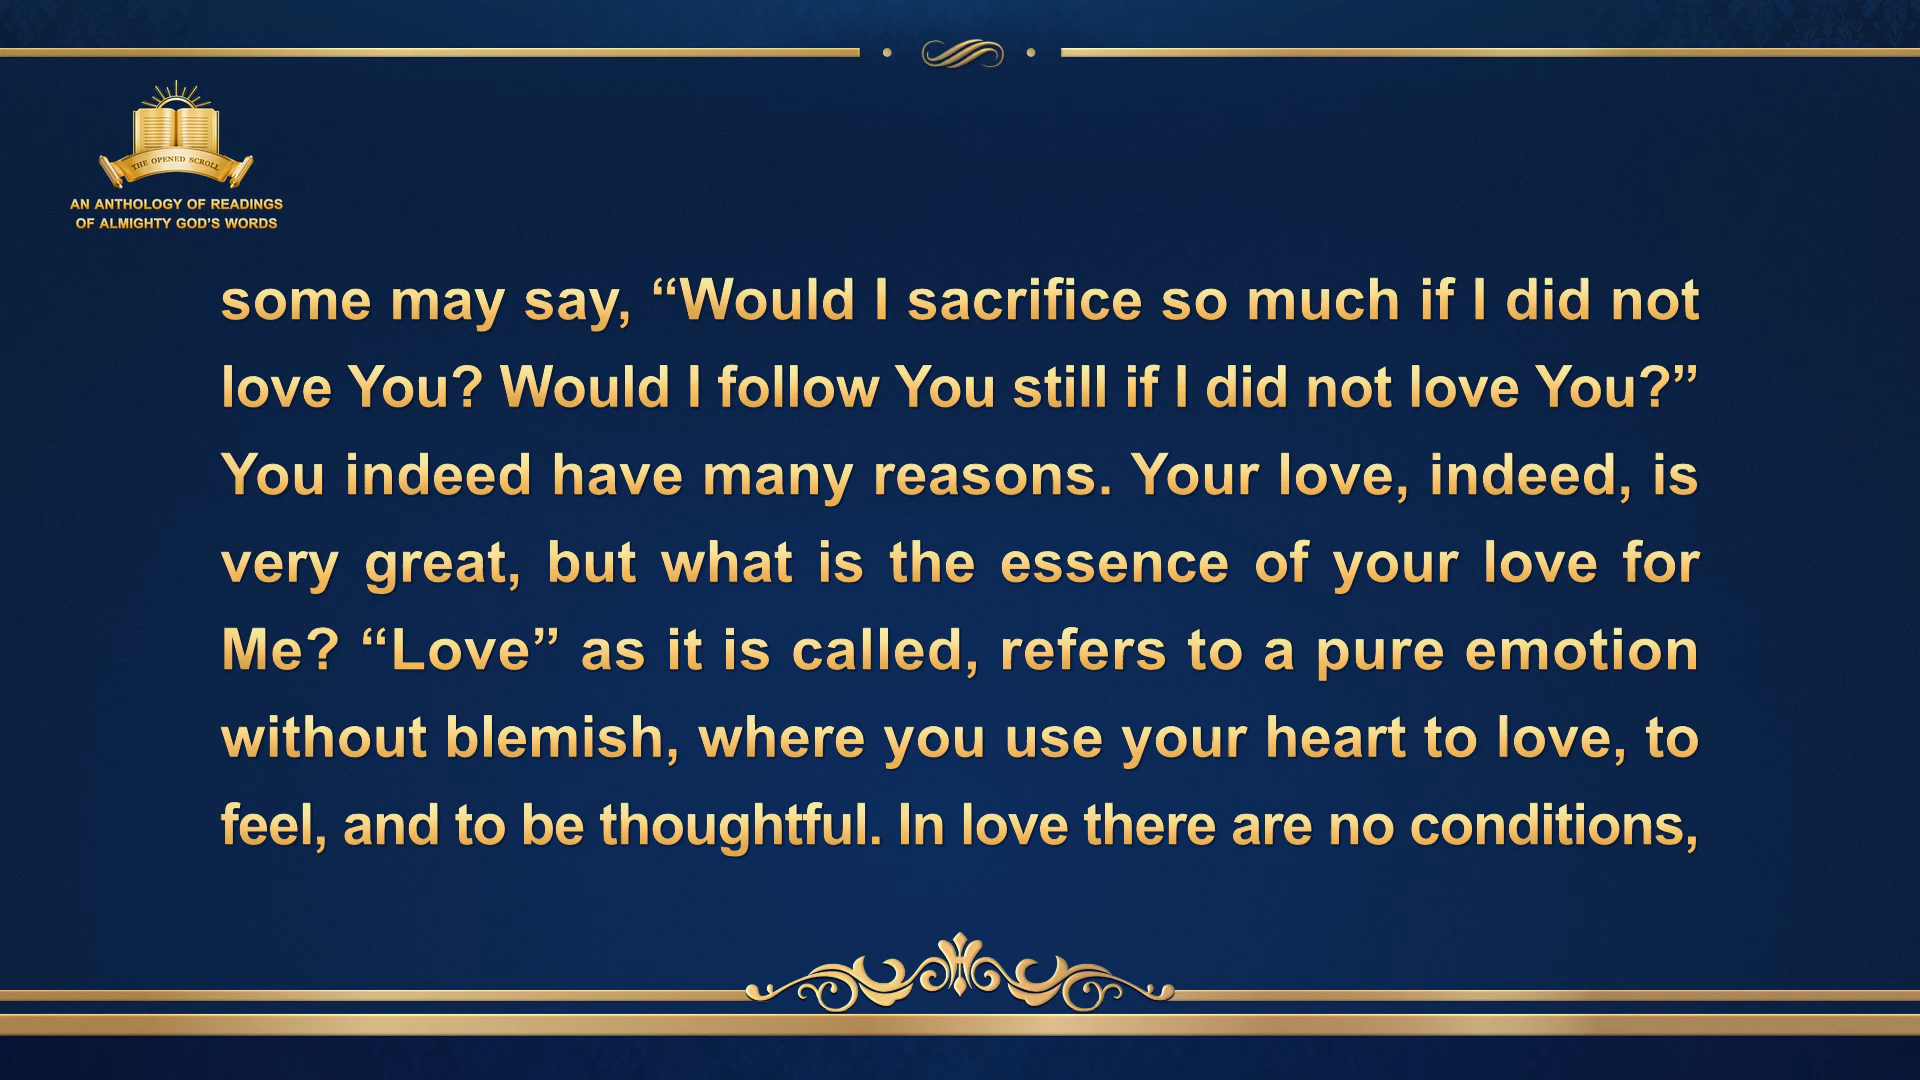 THE OPENED SCROLL
AN ANTHOLOGY OF READINGS
OF ALMIGHTY GOD'S WORDS
some may say, “Would I sacrifice so much if I did not
love You? Would I follow You still if I did not love You?”
You indeed have many reasons. Your love, indeed, is
very great, but what is the essence of your love for
Me? “Love” as it is called, refers to a pure emotion
without blemish, where you use your heart to love, to
feel, and to be thoughtful. In love there are no conditions,